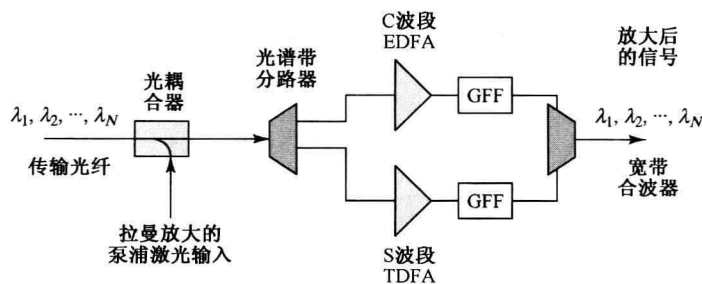 C波段
EDFA
放大后
的信号
光谱带
分路器
光耦
合器
GFF
λ1, λ2, ···, λN
λ1, λ2, ···, λN
传输光纤
宽带
合波器
GFF
拉曼放大的
泵浦激光输入
S波段
TDFA